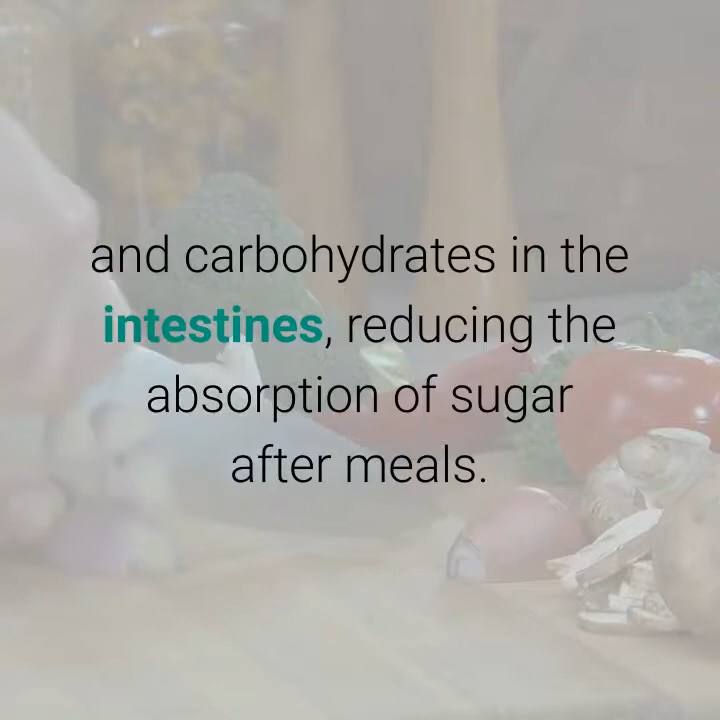 and carbohydrates in the
intestines, reducing the
absorption of sugar
after meals.